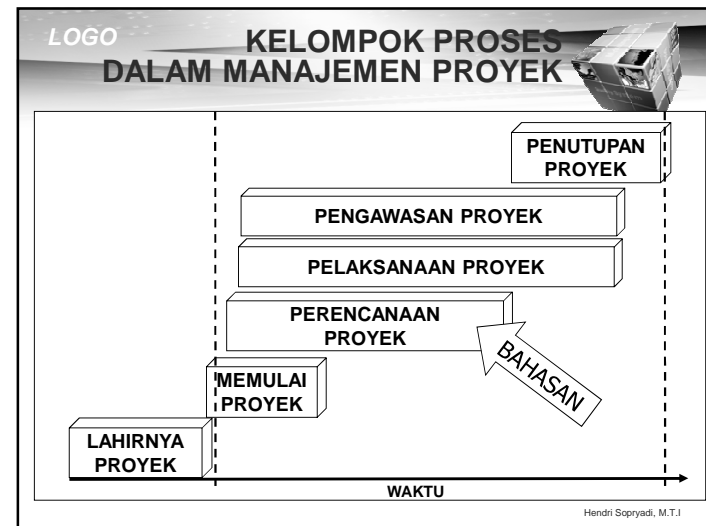 LOGO
KELOMPOK PROSES
DALAM MANAJEMEN PROYEK
PENUTUPAN
PROYEK
PENGAWASAN PROYEK
PELAKSANAAN PROYEK
PERENCANAAN
PROYEK
BAHASAN
MEMULAI
PROYEK
LAHIRNYA
PROYEK
WAKTU
Hendri Sopryadi, M.T.I